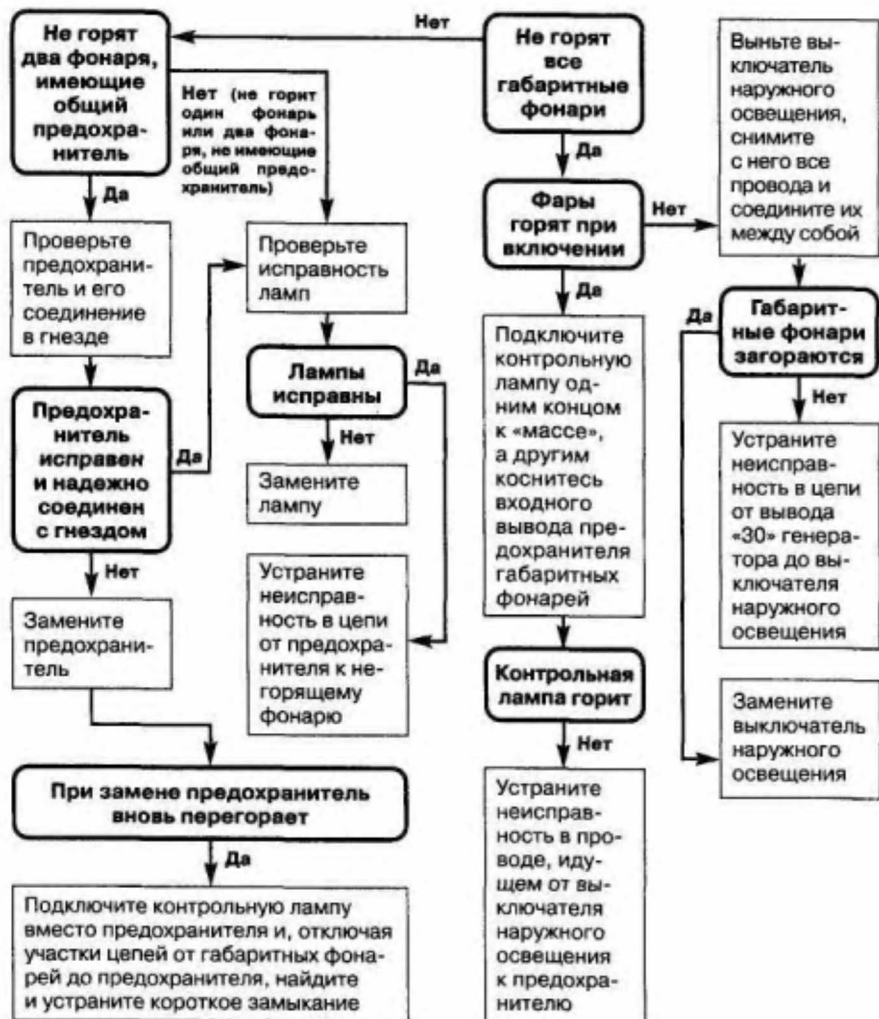 Не горят
два фонаря,
имеющие
общий
предохра-
нитель
Нет
Не горят
все
габаритные
фонари
Выньте вы-
ключатель
наружного
освещения,
снимите
с него все
провода и
соедините их
между собой
Нет (не горит
один фонарь
или два фона-
ря, не имеющие
общий предо-
хранитель)
Да
Да
Фары
горят при
включении
Нет
Проверьте
предохрани-
тель и его
соединение
в гнезде
Проверьте
исправность
ламп
Да
Да
Габарит-
ные фонари
загораются
Подключите
контрольную
лампу од-
ним концом
к «массе»,
а другим
коснитесь
входного
вывода пре-
дохранителя
габаритных
фонарей
Лампы
исправны
Да
Нет
Предохра-
нитель
исправен
и надежно
соединен
с гнездом
Да
Нет
Замените
лампу
Устраните
неисправ-
ность в цепи
от вывода
«30» генера-
тора до вы-
ключателя
наружного
освещения
Нет
Устраните
неисправ-
ность в цепи
от предохра-
нителя к не-
горящему
фонарю
Замените
предохрани-
тель
Контрольная
лампа горит
Замените
выключатель
наружного
освещения
Нет
При замене предохранитель
вновь перегорает
Устраните
неисправ-
ность в про-
воде, иду-
щем от вы-
ключателя
наружного
освещения
к предохра-
нителю
Да
Подключите контрольную лампу
вместо предохранителя и, отключая
участки цепей от габаритных фона-
рей до предохранителя, найдите
и устраните короткое замыкание